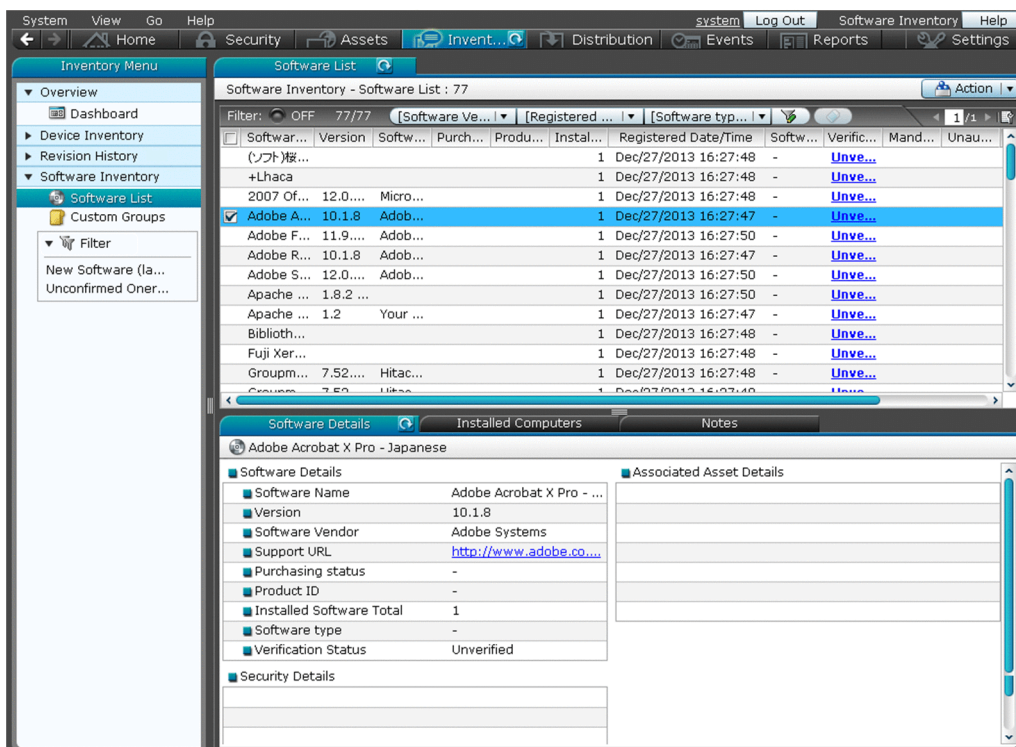 System View Go Help system Log Out Software Inventory Help
Home Security Assets Invent... Distribution Events Reports Settings
Inventory Menu
Overview
Dashboard
Device Inventory
Revision History
Software Inventory
Software List
Custom Groups
Filter
New Software (la...
Unconfirmed Oner...
Software List
Software Inventory - Software List : 77 Action
Filter: OFF 77/77 [Software Ve... [Registered ... [Software typ... 1/1
Softwar... Version Softw... Purch... Produ... Instal... Registered Date/Time Softw... Verific... Mand... Unau...
(ソフト)桜... 1 Dec/27/2013 16:27:48 - Unve...
+Lhaca 1 Dec/27/2013 16:27:48 - Unve...
2007 Of... 12.0.... Micro... 1 Dec/27/2013 16:27:48 - Unve...
Adobe A... 10.1.8 Adob... 1 Dec/27/2013 16:27:47 - Unve...
Adobe F... 11.9.... Adob... 1 Dec/27/2013 16:27:50 - Unve...
Adobe R... 10.1.8 Adob... 1 Dec/27/2013 16:27:47 - Unve...
Adobe S... 12.0.... Adob... 1 Dec/27/2013 16:27:50 - Unve...
Apache ... 1.8.2 ... 1 Dec/27/2013 16:27:50 - Unve...
Apache ... 1.2 Your ... 1 Dec/27/2013 16:27:47 - Unve...
Biblioth... 1 Dec/27/2013 16:27:48 - Unve...
Fuji Xer... 1 Dec/27/2013 16:27:48 - Unve...
Groupm... 7.52.... Hitac... 1 Dec/27/2013 16:27:48 - Unve...
Groupm... 7.52.... Hitac... 1 Dec/27/2013 16:27:48 Unve...
Software Details Installed Computers Notes
Adobe Acrobat X Pro - Japanese
Software Details
Software Name Adobe Acrobat X Pro - ...
Version 10.1.8
Software Vendor Adobe Systems
Support URL http://www.adobe.co....
Purchasing status -
Product ID -
Installed Software Total 1
Software type -
Verification Status Unverified
Security Details
Associated Asset Details